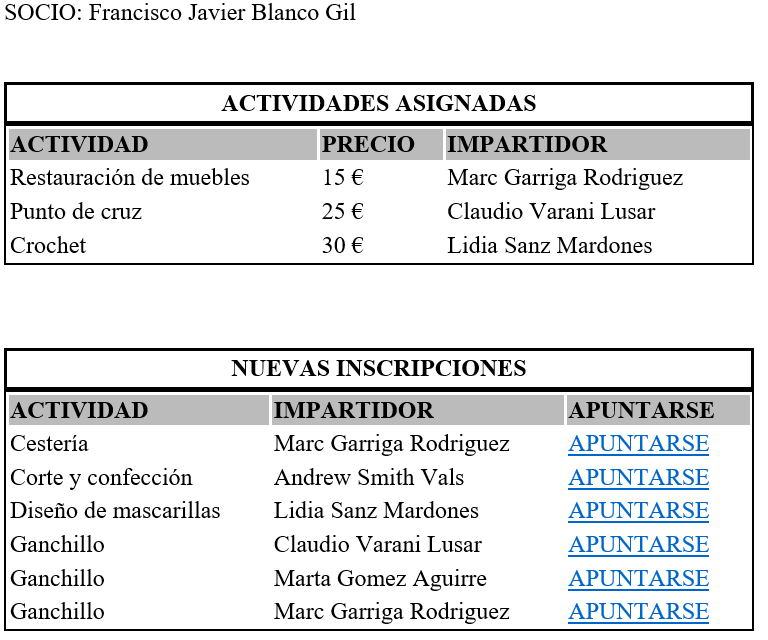 SOCIO: Francisco Javier Blanco Gil
ACTIVIDADES ASIGNADAS
ACTIVIDAD PRECIO IMPARTIDOR
Restauración de muebles 15 € Marc Garriga Rodriguez
Punto de cruz 25 € Claudio Varani Lusar
Crochet 30 € Lidia Sanz Mardones
NUEVAS INSCRIPCIONES
ACTIVIDAD IMPARTIDOR APUNTARSE
Cestería Marc Garriga Rodriguez APUNTARSE
Corte y confección Andrew Smith Vals APUNTARSE
Diseño de mascarillas Lidia Sanz Mardones APUNTARSE
Ganchillo Claudio Varani Lusar APUNTARSE
Ganchillo Marta Gomez Aguirre APUNTARSE
Ganchillo Marc Garriga Rodriguez APUNTARSE